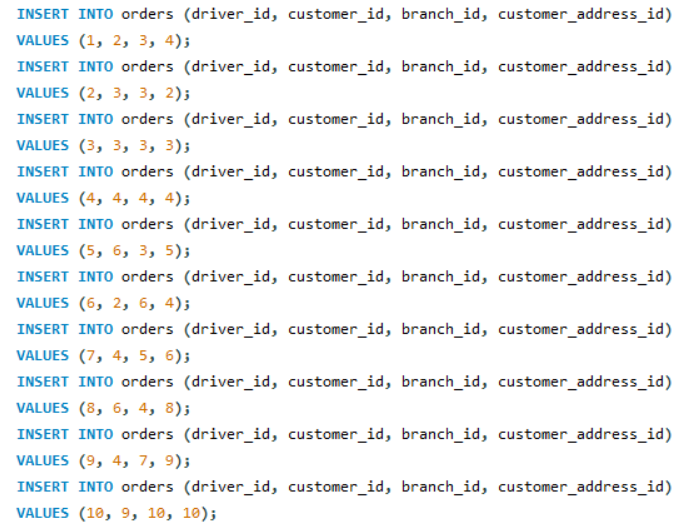 INSERT INTO orders (driver_id, customer_id, branch_id, customer_address_id)
VALUES (1, 2, 3, 4);
INSERT INTO orders (driver_id, customer_id, branch_id, customer_address_id)
VALUES (2, 3, 3, 2);
INSERT INTO orders (driver_id, customer_id, branch_id, customer_address_id)
VALUES (3, 3, 3, 3);
INSERT INTO orders (driver_id, customer_id, branch_id, customer_address_id)
VALUES (4, 4, 4, 4);
INSERT INTO orders (driver_id, customer_id, branch_id, customer_address_id)
VALUES (5, 6, 3, 5);
INSERT INTO orders (driver_id, customer_id, branch_id, customer_address_id)
VALUES (6, 2, 6, 4);
INSERT INTO orders (driver_id, customer_id, branch_id, customer_address_id)
VALUES (7, 4, 5, 6);
INSERT INTO orders (driver_id, customer_id, branch_id, customer_address_id)
VALUES (8, 6, 4, 8);
INSERT INTO orders (driver_id, customer_id, branch_id, customer_address_id)
VALUES (9, 4, 7, 9);
INSERT INTO orders (driver_id, customer_id, branch_id, customer_address_id)
VALUES (10, 9, 10, 10);